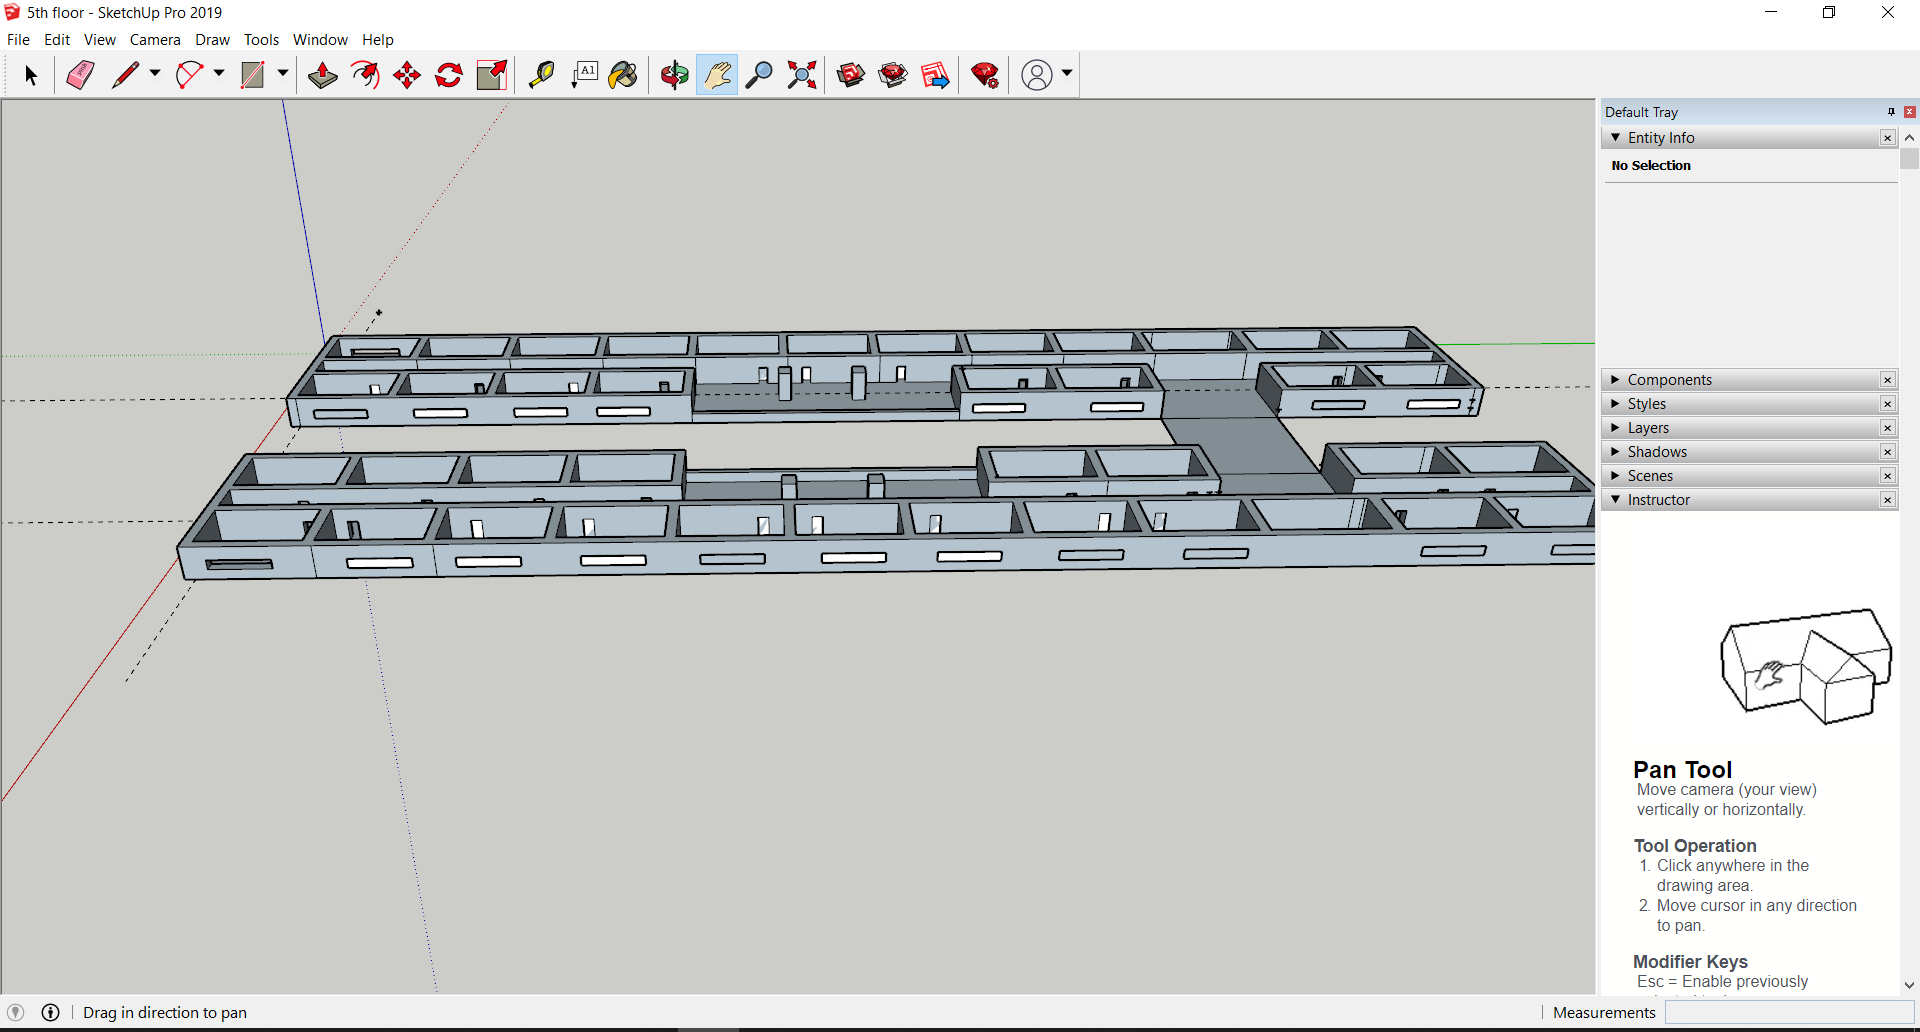 5th floor - SketchUp Pro 2019
File Edit View Camera Draw Tools Window Help
A1
Default Tray
Entity Info
No Selection
Components
Styles
Layers
Shadows
Scenes
Instructor
Pan Tool
Move camera (your view)
vertically or horizontally.
Tool Operation
1. Click anywhere in the
drawing area.
2. Move cursor in any direction
to pan.
Modifier Keys
Esc = Enable previously
Drag in direction to pan
Measurements